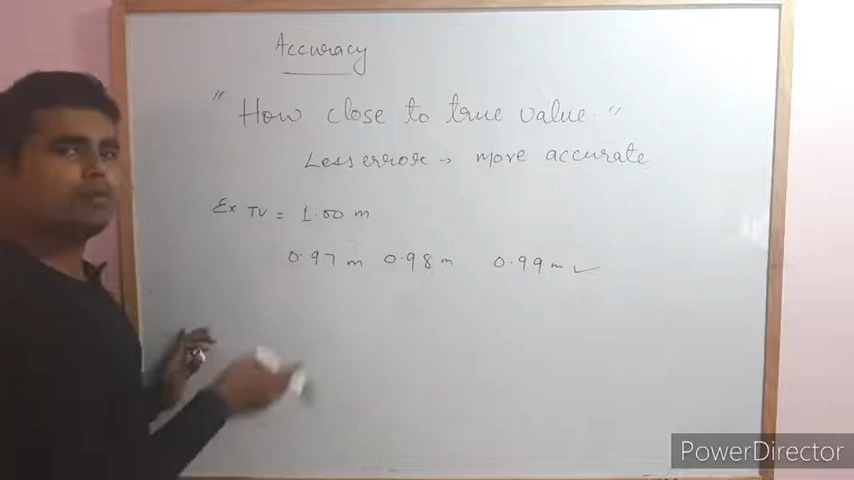 Accuracy
"How close to true value."
Less error → more accurate
Ex TV = 1.00 m
0.97 m 0.98 m 0.99 m ✓
PowerDirector